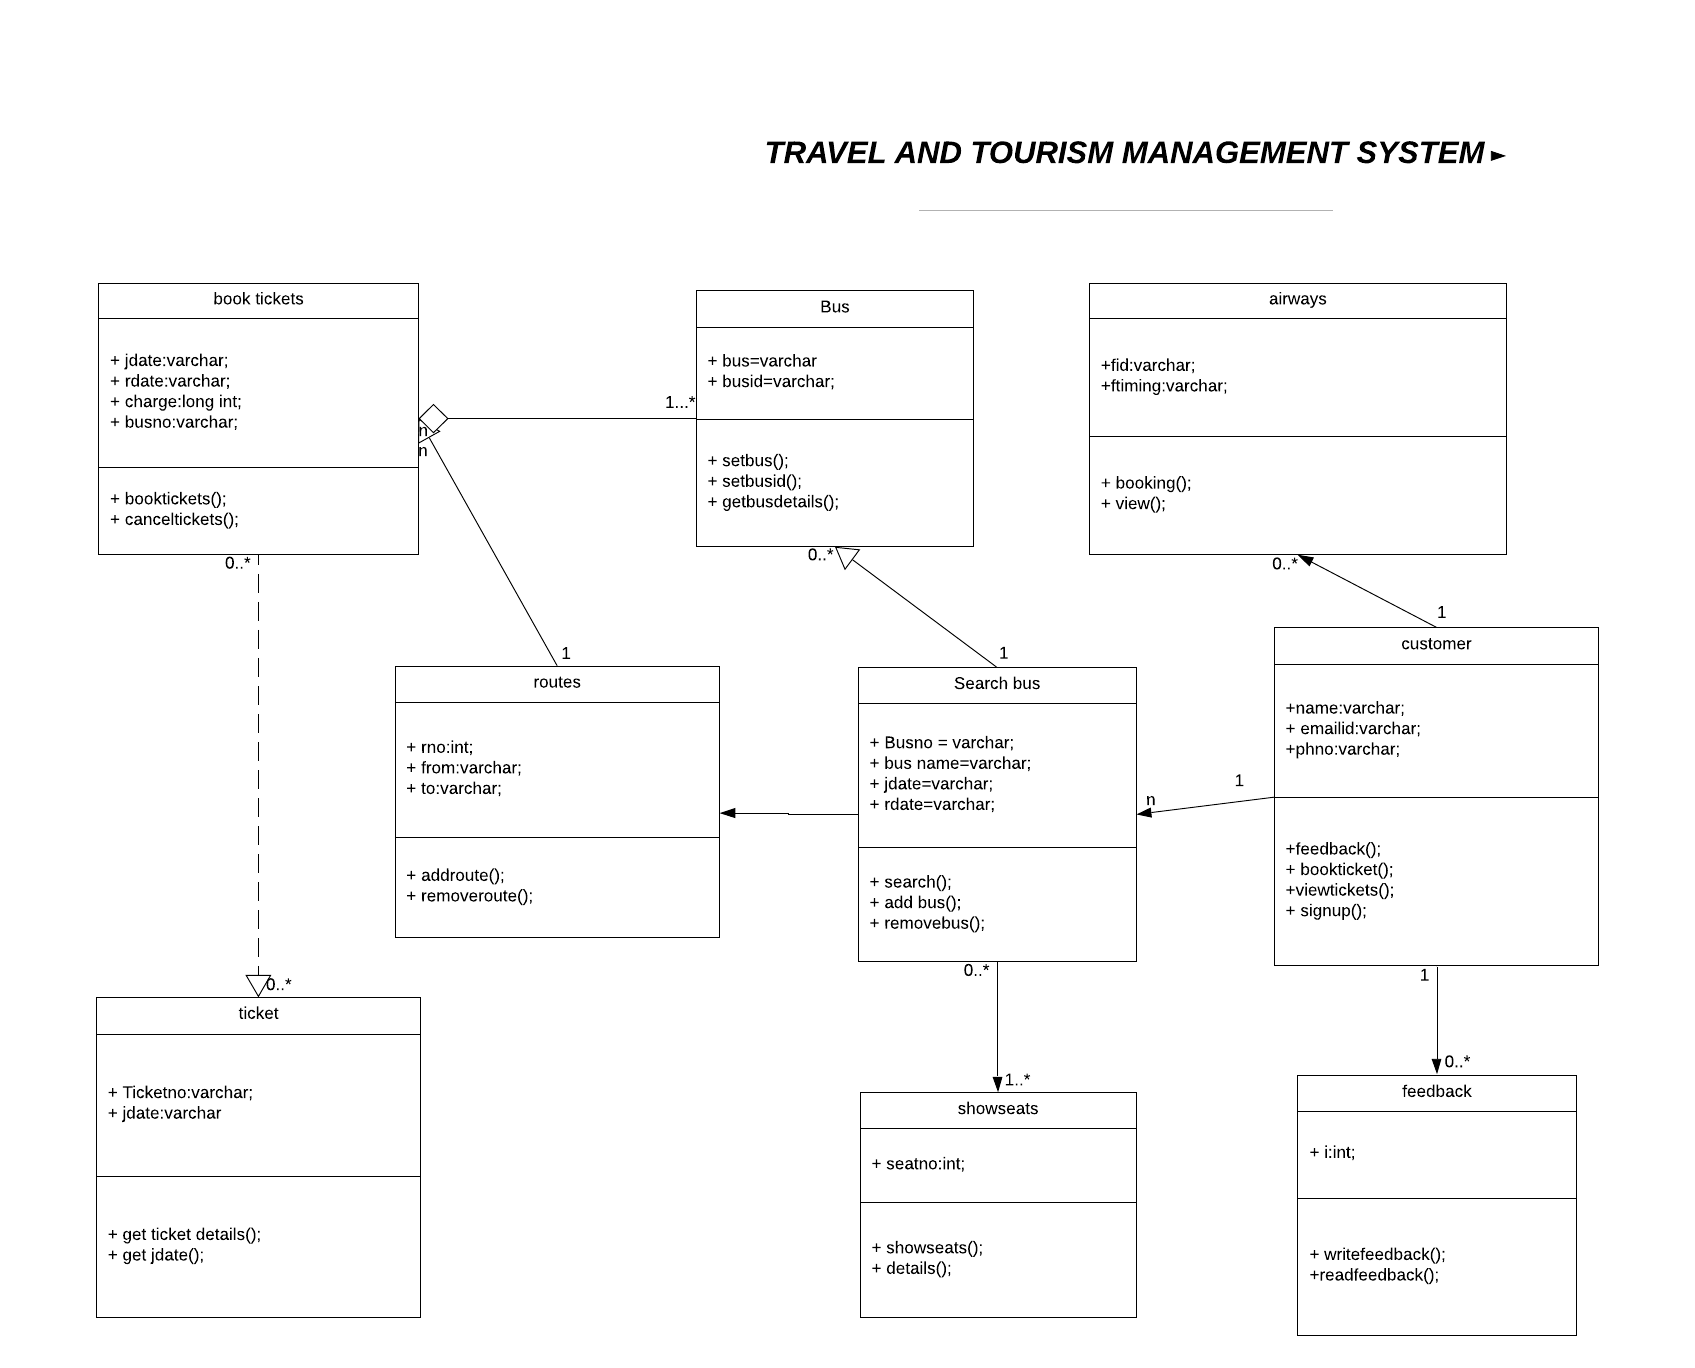 TRAVEL AND TOURISM MANAGEMENT SYSTEM
book tickets
+ jdate:varchar;
+ rdate:varchar;
+ charge:long int;
+ busno:varchar;
+ booktickets();
+ canceltickets();
0..*
n
n
1...*
Bus
+ bus=varchar
+ busid=varchar;
+ setbus();
+ setbusid();
+ getbusdetails();
0..*
airways
+fid:varchar;
+ftiming:varchar;
+ booking();
+ view();
0..*
1
routes
+ rno:int;
+ from:varchar;
+ to:varchar;
+ addroute();
+ removeroute();
1
Search bus
+ Busno = varchar;
+ bus name=varchar;
+ jdate=varchar;
+ rdate=varchar;
+ search();
+ add bus();
+ removebus();
0..*
n
1
1
customer
+name:varchar;
+ emailid:varchar;
+phno:varchar;
+feedback();
+ bookticket();
+viewtickets();
+ signup();
1
0..*
ticket
+ Ticketno:varchar;
+ jdate:varchar
+ get ticket details();
+ get jdate();
1..*
showseats
+ seatno:int;
+ showseats();
+ details();
0..*
feedback
+ i:int;
+ writefeedback();
+readfeedback();